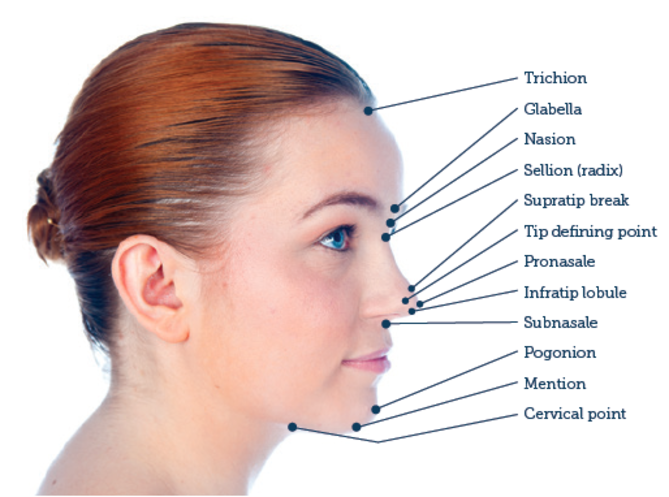 Trichion
Glabella
Nasion
Sellion (radix)
Supratip break
Tip defining point
Pronasale
Infratip lobule
Subnasale
Pogonion
Mention
Cervical point